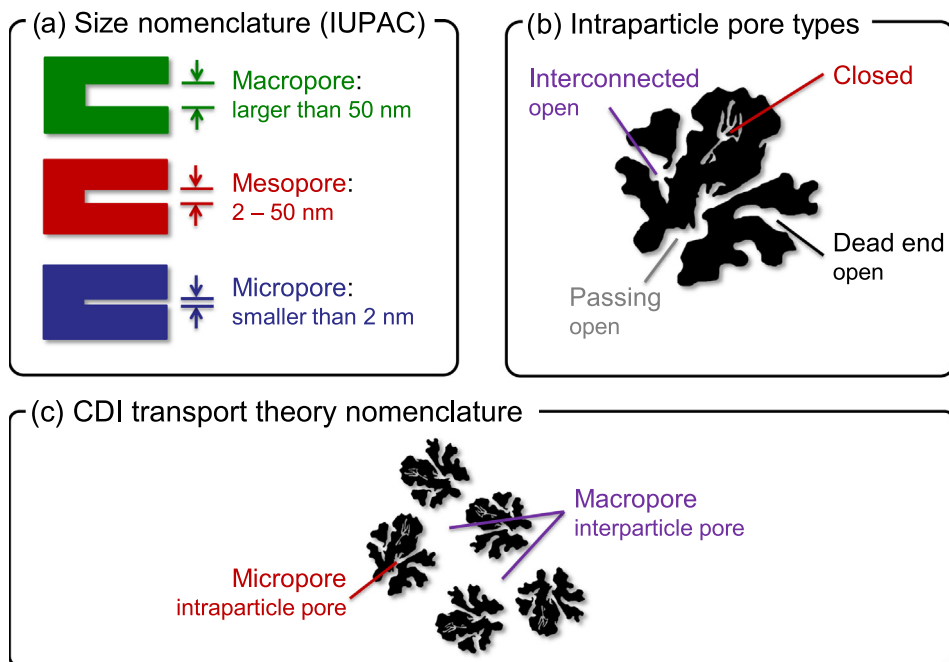 (a) Size nomenclature (IUPAC)
Macropore:
larger than 50 nm
Mesopore:
2 – 50 nm
Micropore:
smaller than 2 nm
(b) Intraparticle pore types
Interconnected
open
Closed
Dead end
open
Passing
open
(c) CDI transport theory nomenclature
Macropore
interparticle pore
Micropore
intraparticle pore